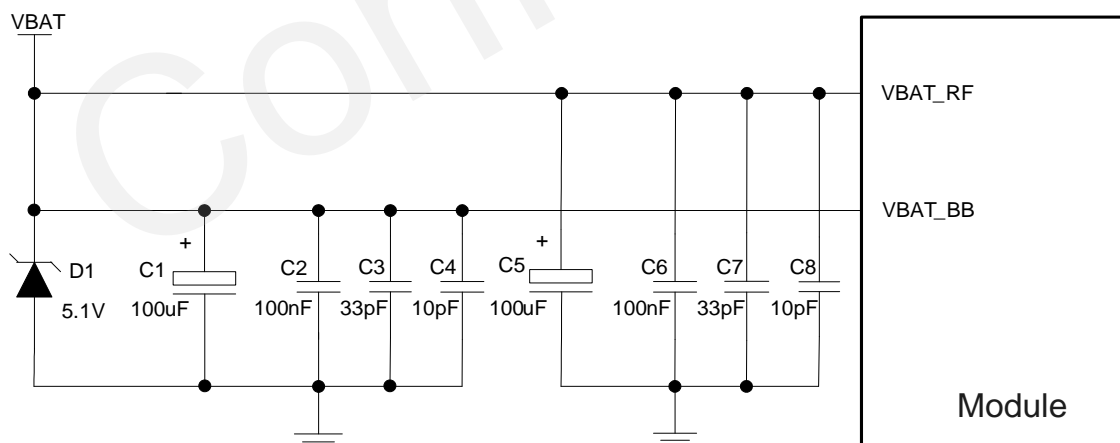 VBAT
VBAT_RF
VBAT_BB
+
D1
5.1V
C1
100uF
C2
100nF
C3
33pF
C4
10pF
+
C5
100uF
C6
100nF
C7
33pF
C8
10pF
Module